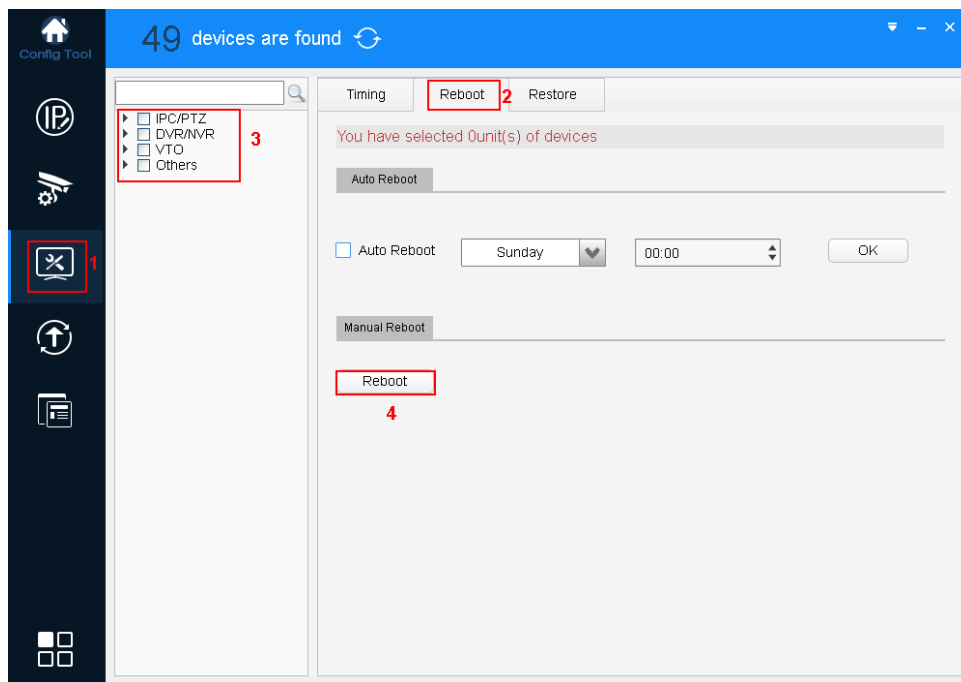 Config Tool
49 devices are found
IP
1
IPC/PTZ
DVR/NVR
VTO
Others
3
Timing
Reboot
2
Restore
You have selected 0unit(s) of devices
Auto Reboot
Auto Reboot
Sunday
00:00
OK
Manual Reboot
Reboot
4